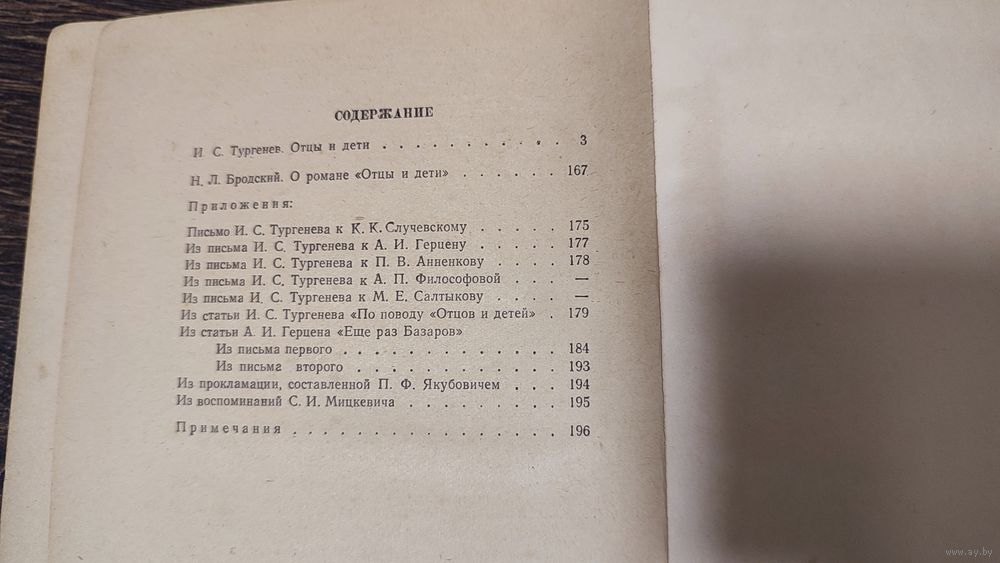 СОДЕРЖАНИЕ
И. С. Тургенев. Отцы и дети . . . . . . . . . . . 3
Н. Л. Бродский. О романе «Отцы и дети» . . . . . . 167
Приложения:
Письмо И. С. Тургенева к К. К. Случевскому . . . . . 175
Из письма И. С. Тургенева к А. И. Герцену . . . . . 177
Из письма И. С. Тургенева к П. В. Анненкову . . . . 178
Из письма И. С. Тургенева к А. П. Философовой . . . —
Из письма И. С. Тургенева к М. Е. Салтыкову . . . . —
Из статьи И. С. Тургенева «По поводу «Отцов и детей» . 179
Из статьи А. И. Герцена «Еще раз Базаров»
Из письма первого . . . . . . . . . . . . 184
Из письма второго . . . . . . . . . . . . 193
Из прокламации, составленной П. Ф. Якубовичем . . . 194
Из воспоминаний С. И. Мицкевича . . . . . . . . . 195
Примечания . . . . . . . . . . . . . . . . 196
www.ay.by